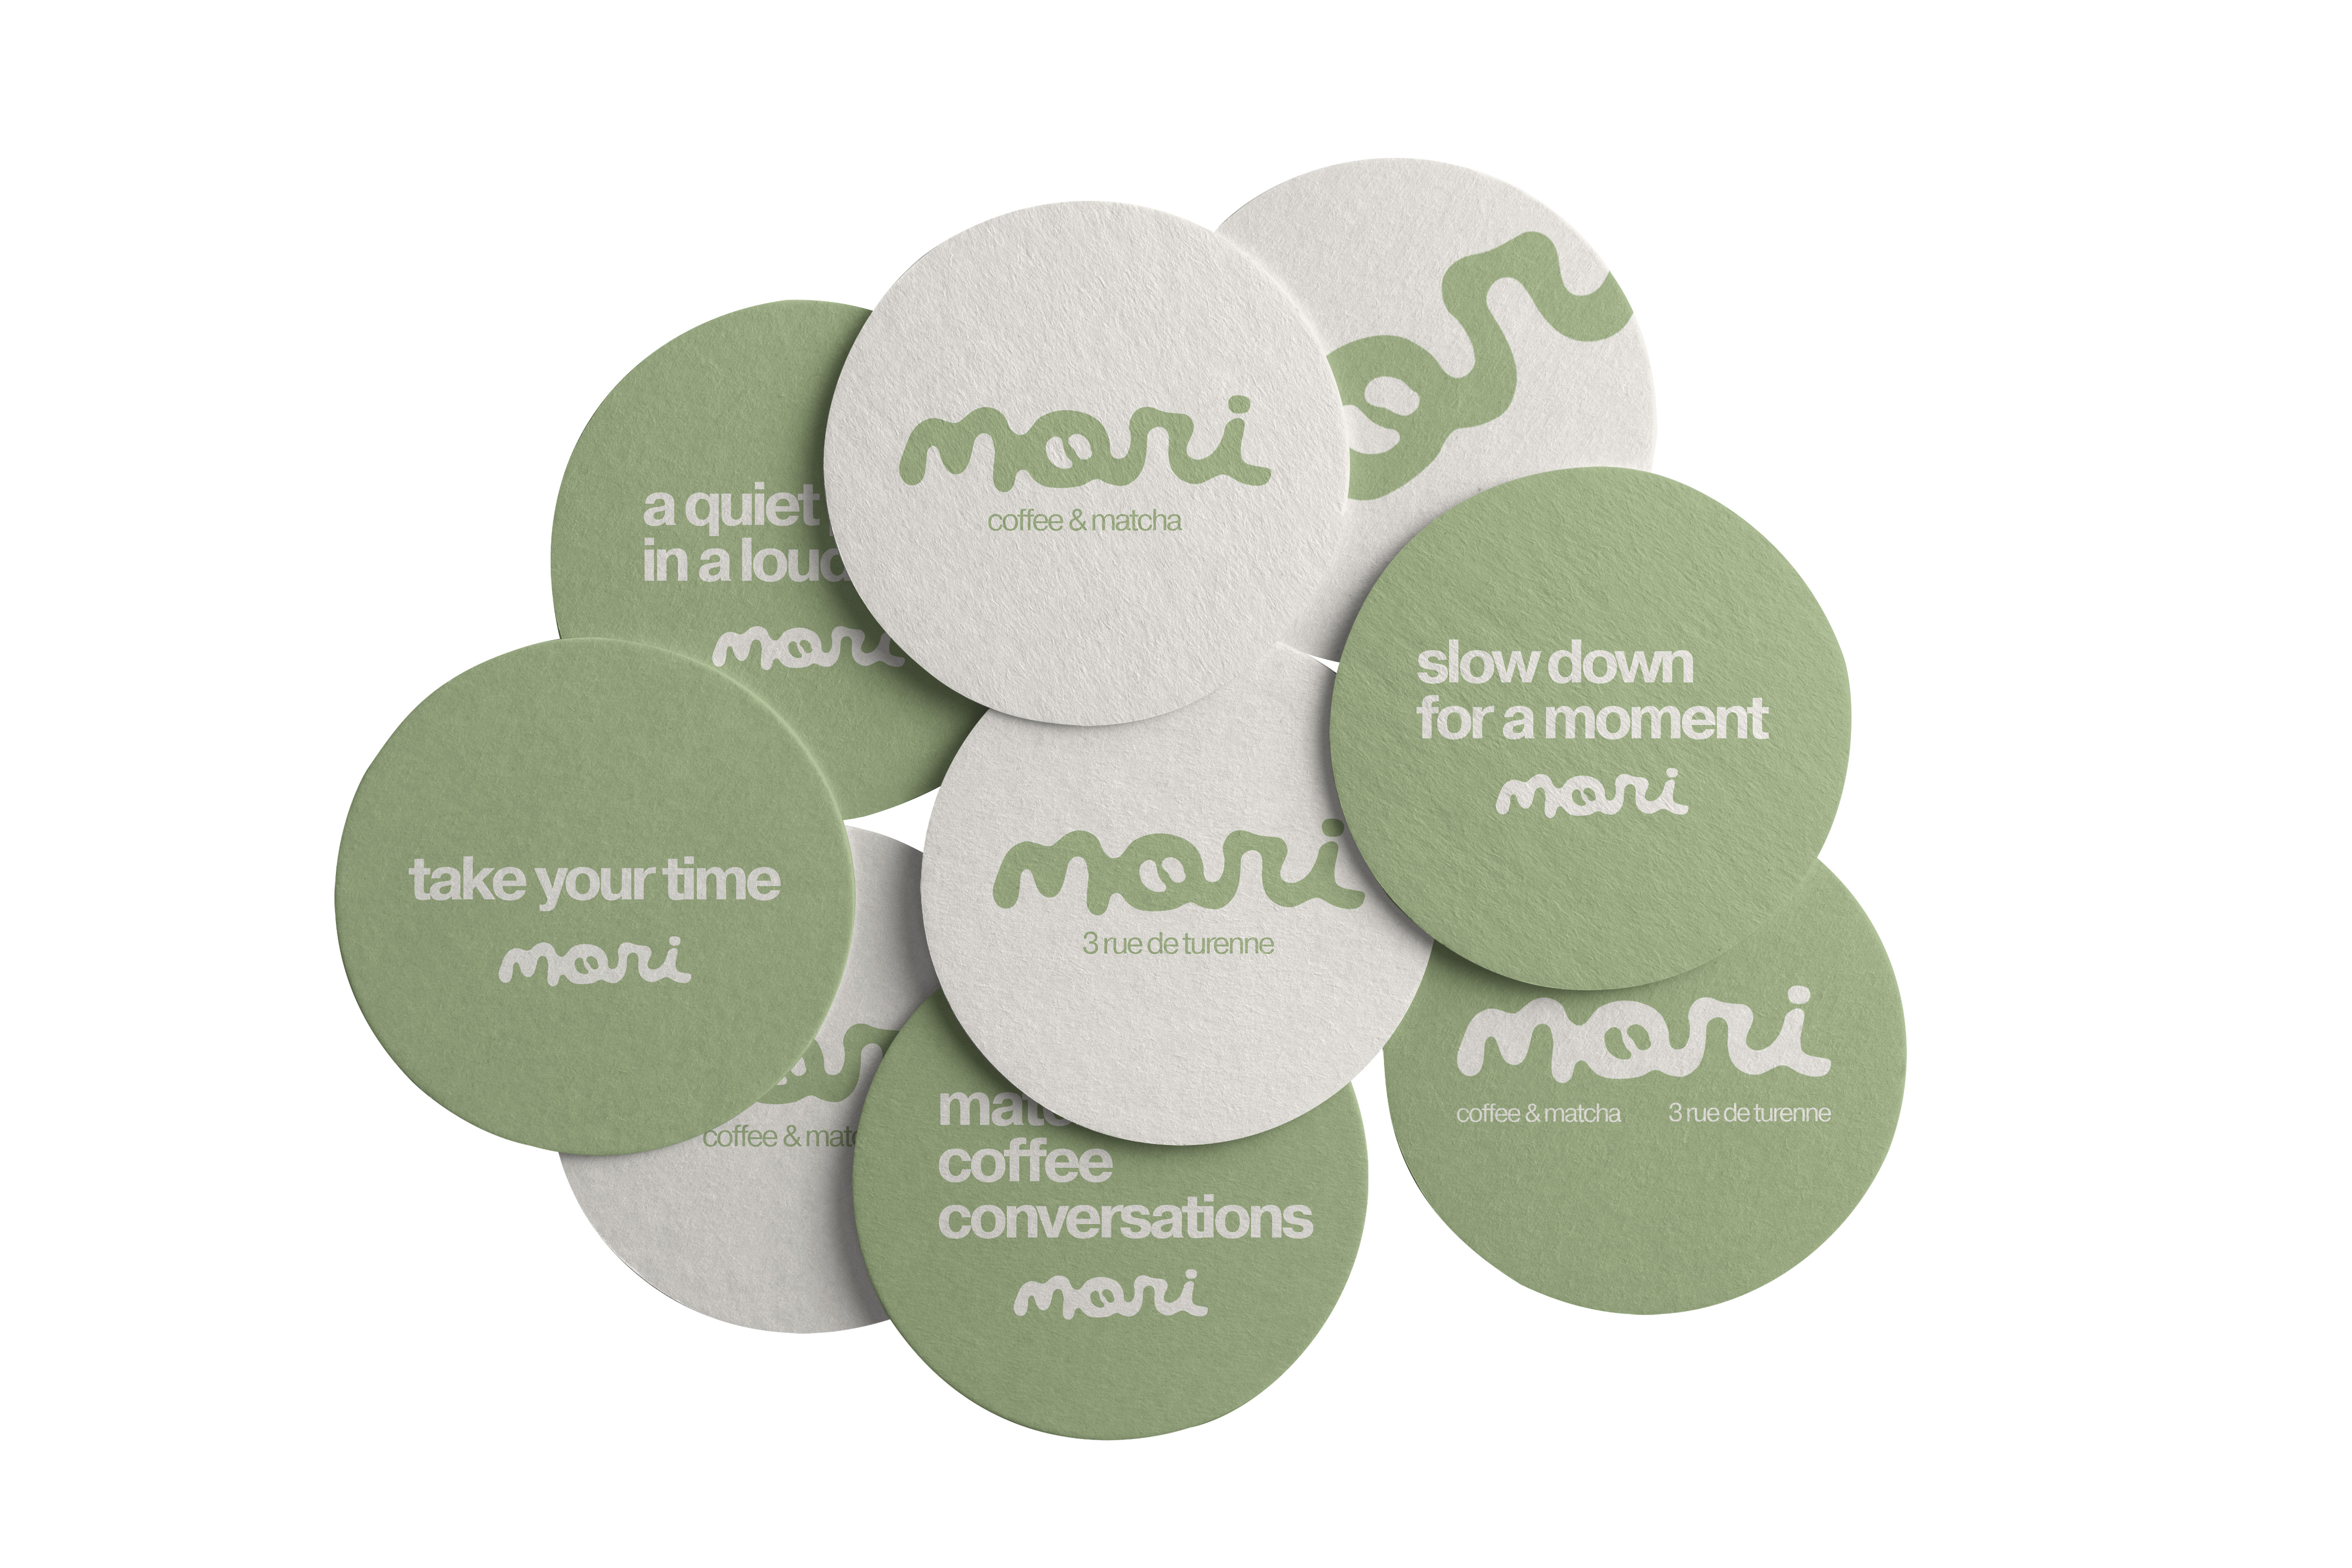 mori
coffee & matcha
a quiet
in a loud
mori
slow down
for a moment
mori
take your time
mori
mori
3 rue de turenne
mori
coffee & matcha
3 rue de turenne
coffee &
coffee
conversations
mori